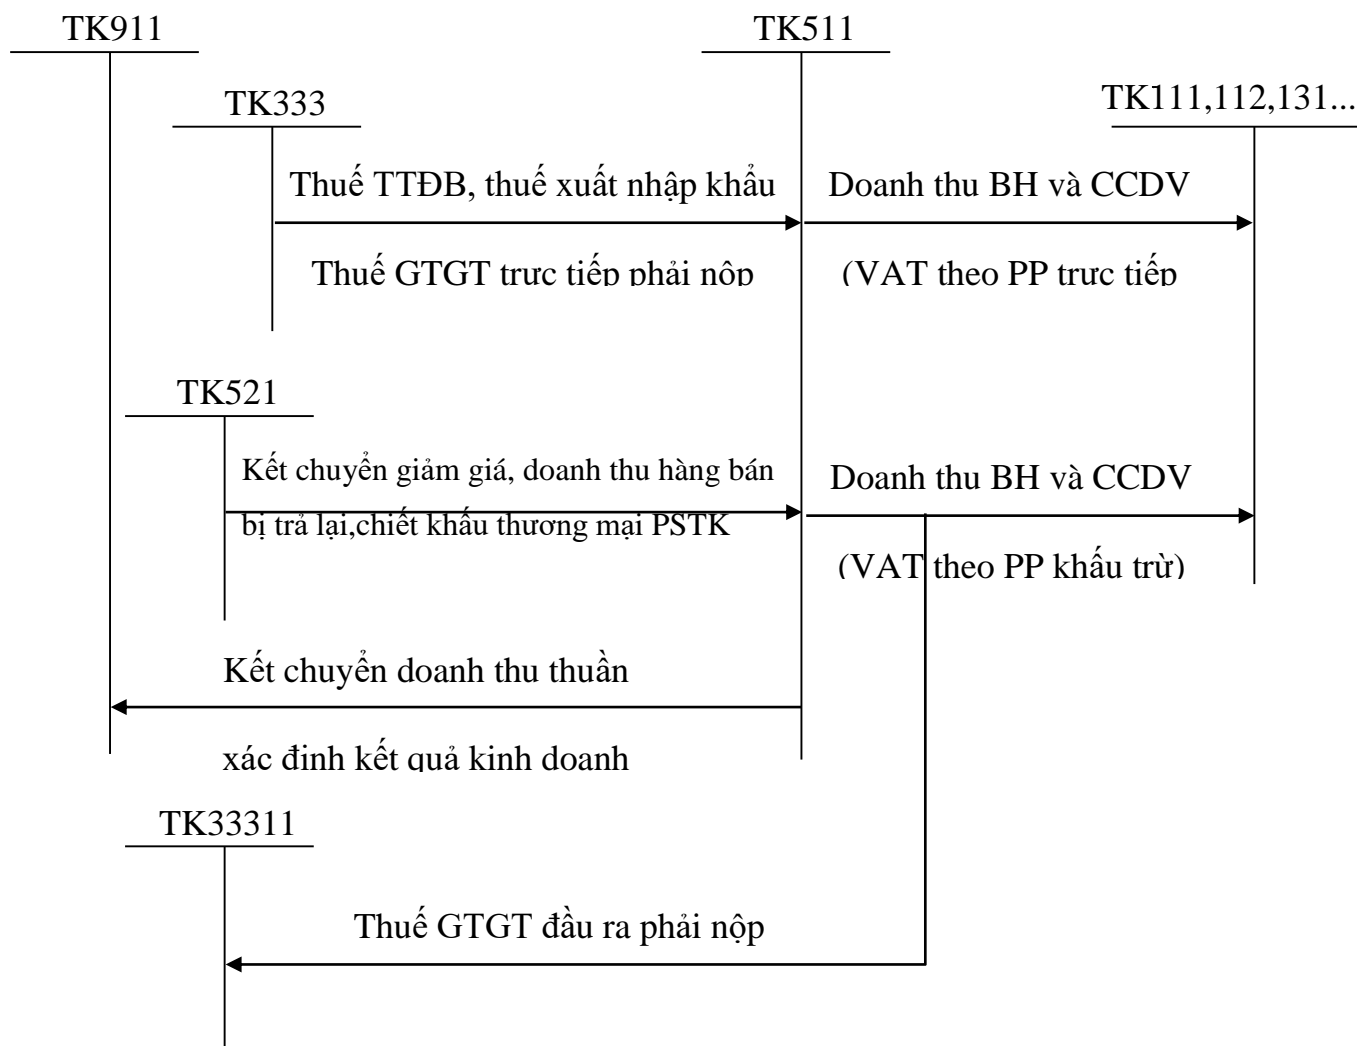 TK911
TK511
TK333
TK111,112,131...
Thuế TTĐB, thuế xuất nhập khẩu
Doanh thu BH và CCDV
Thuế GTGT trực tiếp phải nộp
(VAT theo PP trực tiếp
TK521
Kết chuyển giảm giá, doanh thu hàng bán
bị trả lại,chiết khấu thương mại PSTK
Doanh thu BH và CCDV
(VAT theo PP khấu trừ)
Kết chuyển doanh thu thuần
xác định kết quả kinh doanh
TK33311
Thuế GTGT đầu ra phải nộp